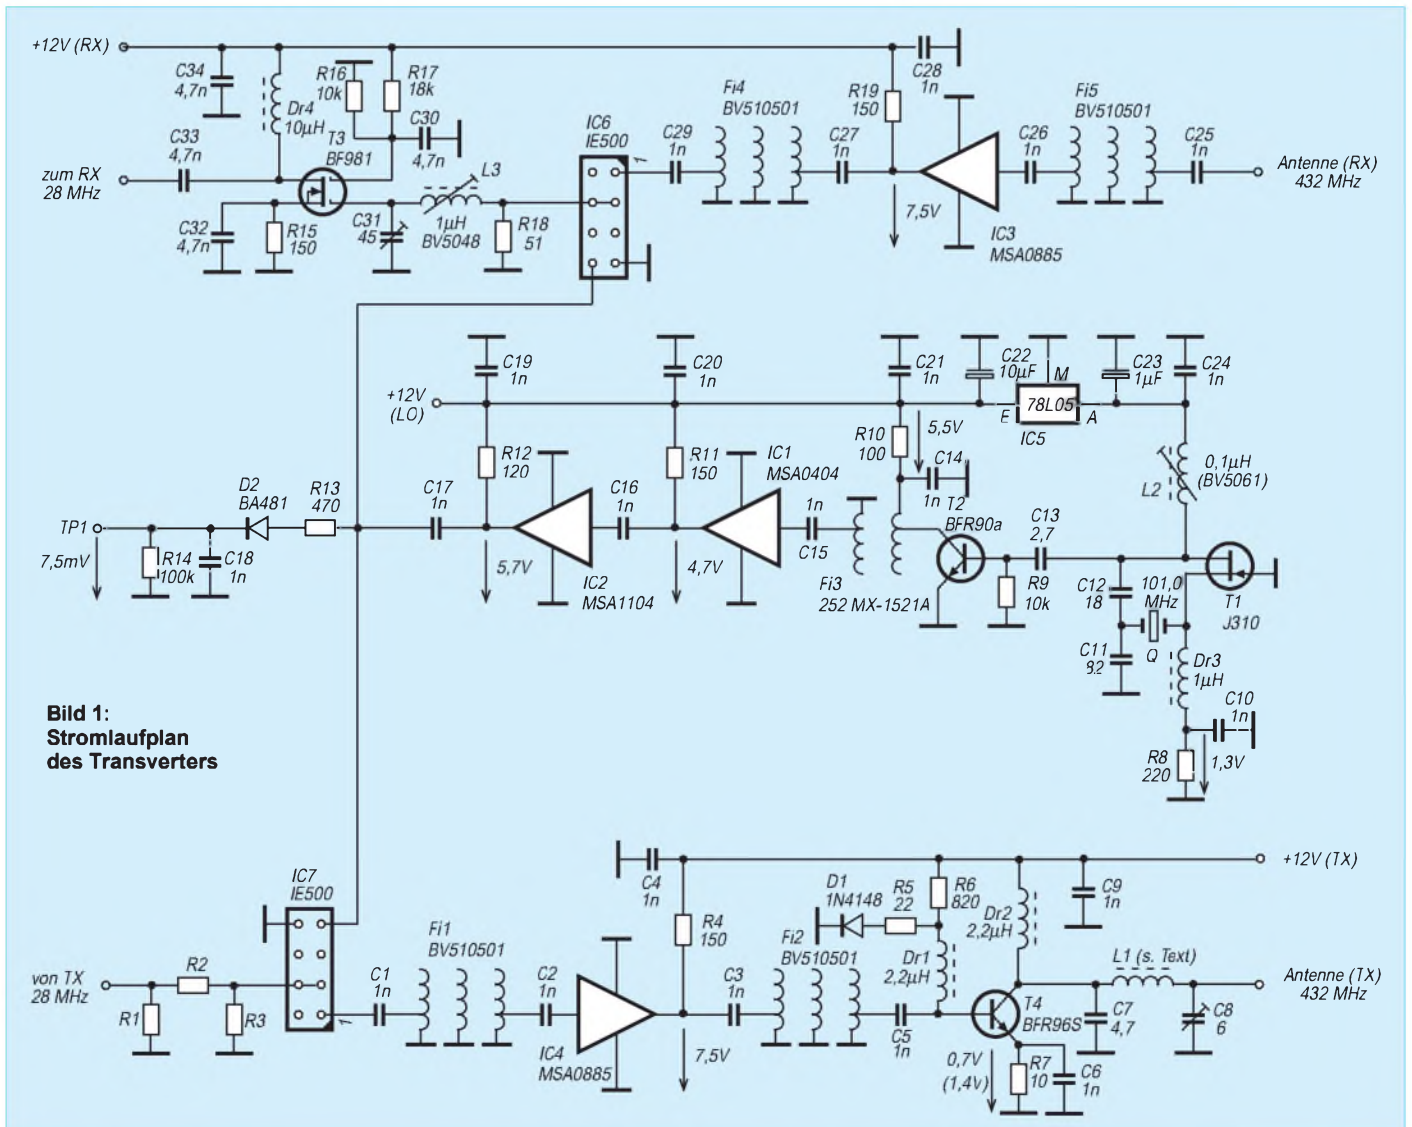 +12V (RX)
C34
4,7n
Dr4
10µH
R16
10k
R17
18k
C30
4,7n
T3
BF981
C33
4,7n
zum RX
28 MHz
C32
4,7n
R15
150
C31
45
L3
1µH
BV5048
R18
51
IC6
IE500
1
C29
1n
Fi4
BV510501
C27
1n
R19
150
C28
1n
7,5V
IC3
MSA0885
C26
1n
Fi5
BV510501
C25
1n
Antenne (RX)
432 MHz
+12V
(LO)
C19
1n
C20
1n
C21
1n
C22
10µF
M
78L05
E
A
IC5
C23
1µF
C24
1n
R12
120
R11
150
IC1
MSA0404
R10
100
5,5V
C14
1n
T2
BFR90a
L2
0,1µH
(BV5061)
TP1
7,5mV
D2
BA481
R13
470
R14
100k
C18
1n
C17
1n
5,7V
C16
1n
IC2
MSA1104
4,7V
1n
C15
Fi3
252 MX-1521A
C13
2,7
R9
10k
C12
18
101,0
MHz
Q
C11
82
T1
J310
Dr3
1µH
C10
1n
R8
220
1,3V
Bild 1:
Stromlaufplan
des Transverters
IC7
IE500
1
von TX
28 MHz
R1
R2
R3
C1
1n
Fi1
BV510501
C2
1n
IC4
MSA0885
C4
1n
R4
150
7,5V
C3
1n
Fi2
BV510501
D1
1N4148
R5
22
R6
820
Dr1
2,2µH
C5
1n
Dr2
2,2µH
C9
1n
+12V (TX)
T4
BFR96S
0,7V
(1,4V)
R7
10
C6
1n
C7
4,7
L1 (s. Text)
C8
6
Antenne (TX)
432 MHz